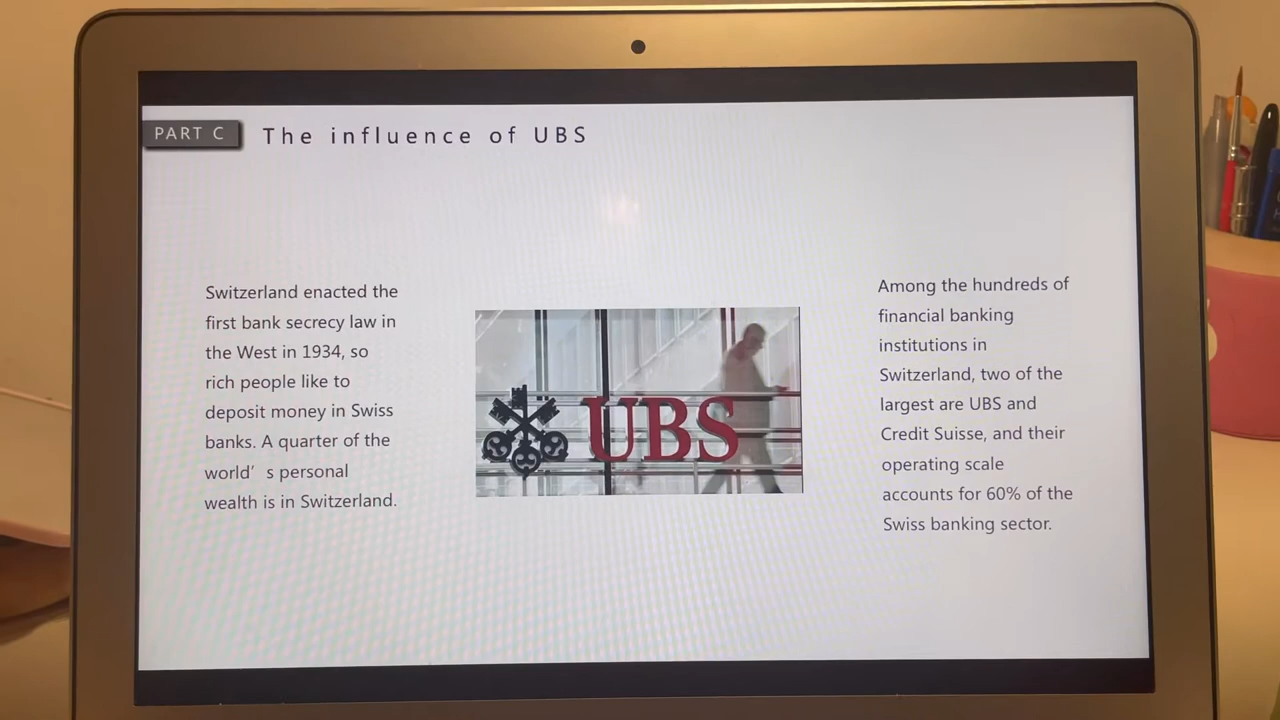 PART C
The influence of UBS
Switzerland enacted the
first bank secrecy law in
the West in 1934, so
rich people like to
deposit money in Swiss
banks. A quarter of the
world’ s personal
wealth is in Switzerland.
UBS
Among the hundreds of
financial banking
institutions in
Switzerland, two of the
largest are UBS and
Credit Suisse, and their
operating scale
accounts for 60% of the
Swiss banking sector.